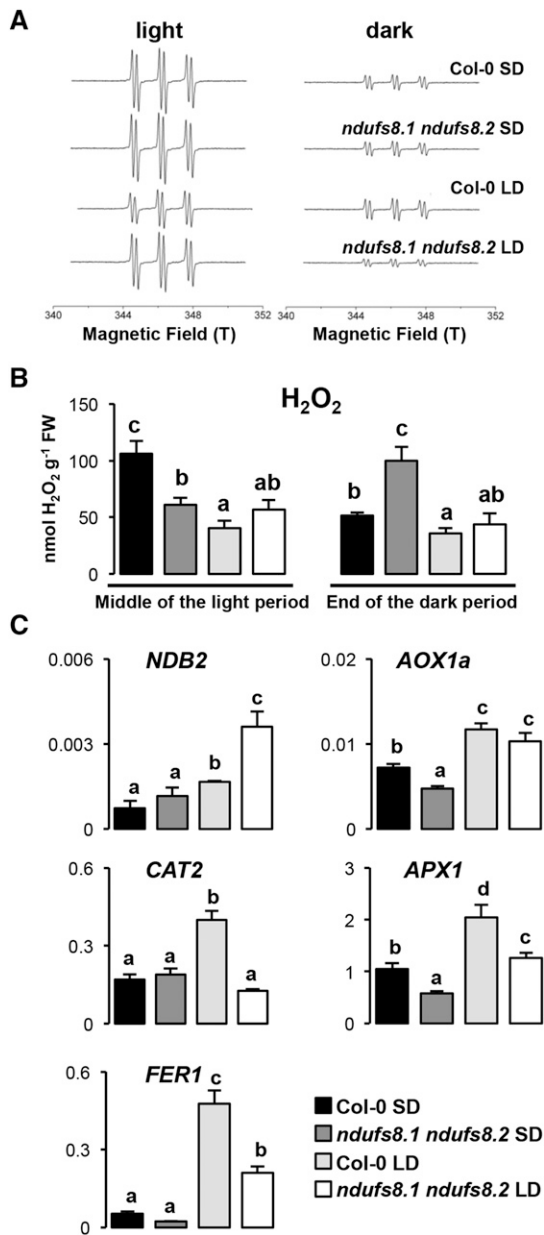 A
light
dark
Col-0 SD
ndufs8.1 ndufs8.2 SD
Col-0 LD
ndufs8.1 ndufs8.2 LD
340 344 348 352
340 344 348 352
Magnetic Field (T)
Magnetic Field (T)
B
H₂O₂
nmol H₂O₂ g⁻¹ FW
150
100
50
0
c b a ab
b c a ab
Middle of the light period
End of the dark period
C
NDB2
0.006
0.003
0
a a b c
AOX1a
0.02
0.01
0
b a c c
CAT2
0.6
0.3
0
a a b a
APX1
3
2
1
0
b a d c
FER1
0.6
0.3
0
a a c b
Col-0 SD
ndufs8.1 ndufs8.2 SD
Col-0 LD
ndufs8.1 ndufs8.2 LD